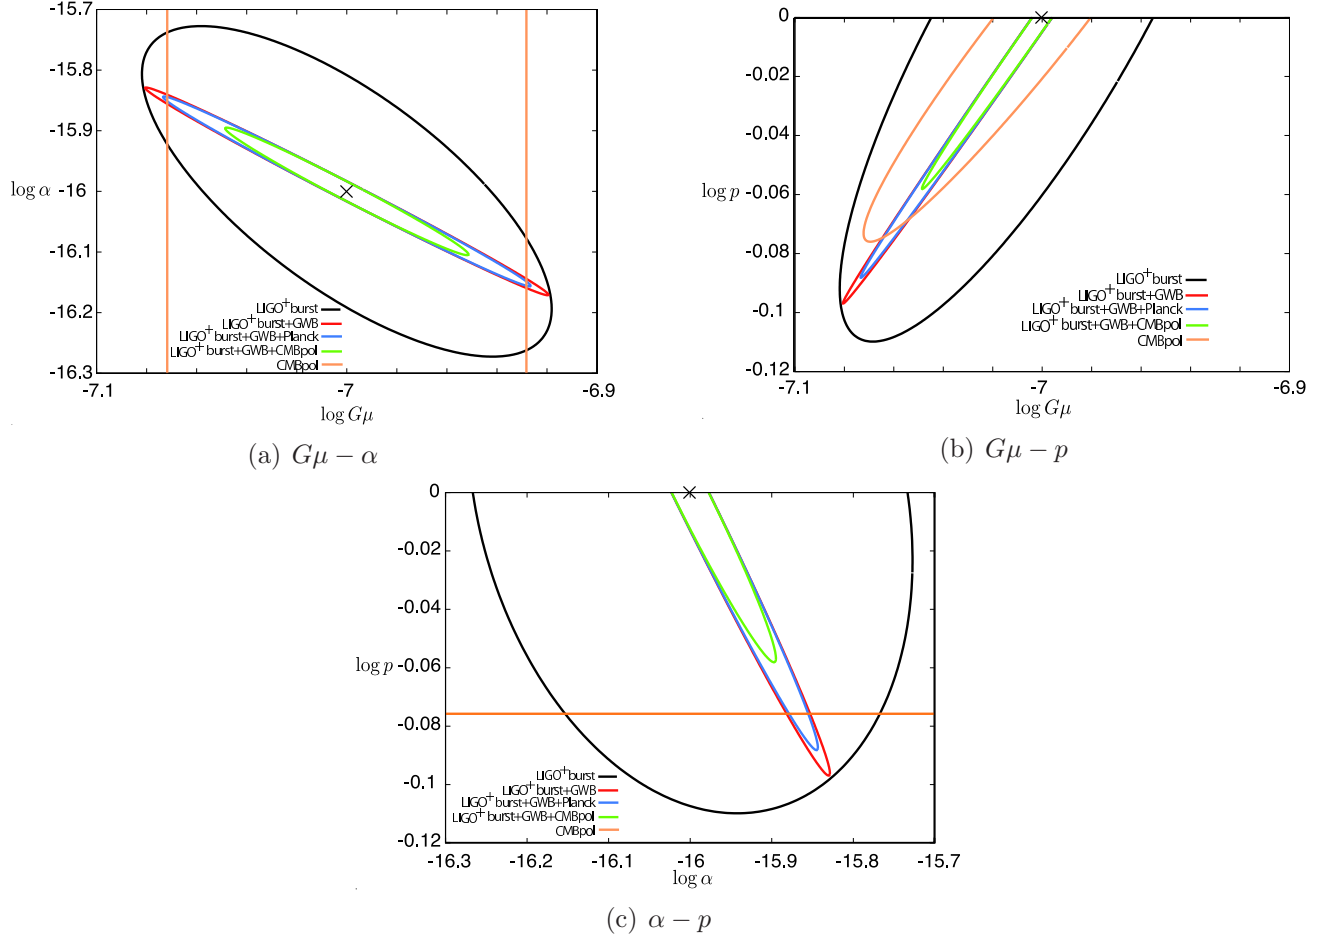 -15.7
-15.8
-15.9
log α -16
-16.1
-16.2
-16.3
LIGO⁺burst
LIGO⁺burst+GWB
LIGO⁺burst+GWB+Planck
LIGO⁺ burst+GWB+CMBpol
CMBpol
-7.1 -7 -6.9
log Gμ
(a) Gμ − α
0
-0.02
-0.04
log p -0.06
-0.08
-0.1
-0.12
LIGO⁺burst
LIGO⁺burst+GWB
LIGO⁺burst+GWB+Planck
LIGO⁺ burst+GWB+CMBpol
CMBpol
-7.1 -7 -6.9
log Gμ
(b) Gμ − p
0
-0.02
-0.04
log p -0.06
-0.08
-0.1
-0.12
LIGO⁺burst
LIGO⁺burst+GWB
LIGO⁺burst+GWB+Planck
LIGO⁺ burst+GWB+CMBpol
CMBpol
-16.3 -16.2 -16.1 -16 -15.9 -15.8 -15.7
log α
(c) α − p